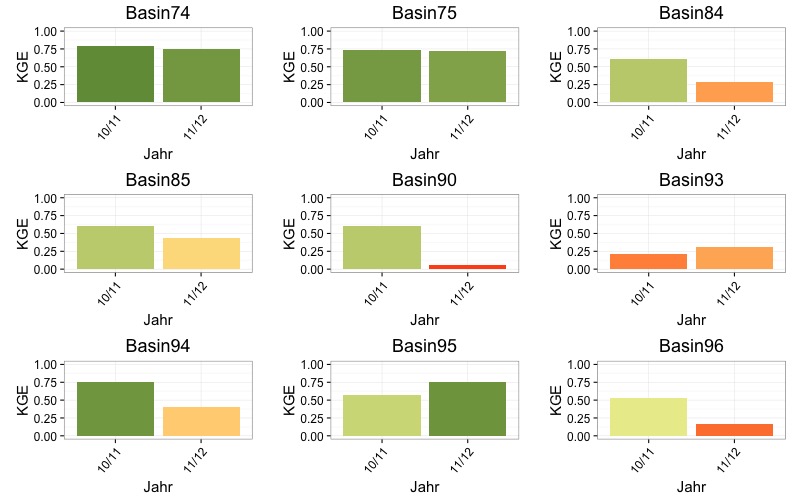 Basin74
KGE
1.00
0.75
0.50
0.25
0.00
10/11
11/12
Jahr
Basin75
KGE
1.00
0.75
0.50
0.25
0.00
10/11
11/12
Jahr
Basin84
KGE
1.00
0.75
0.50
0.25
0.00
10/11
11/12
Jahr
Basin85
KGE
1.00
0.75
0.50
0.25
0.00
10/11
11/12
Jahr
Basin90
KGE
1.00
0.75
0.50
0.25
0.00
10/11
11/12
Jahr
Basin93
KGE
1.00
0.75
0.50
0.25
0.00
10/11
11/12
Jahr
Basin94
KGE
1.00
0.75
0.50
0.25
0.00
10/11
11/12
Jahr
Basin95
KGE
1.00
0.75
0.50
0.25
0.00
10/11
11/12
Jahr
Basin96
KGE
1.00
0.75
0.50
0.25
0.00
10/11
11/12
Jahr